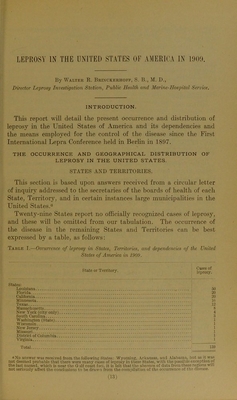 LEPROSY IN THE UNITED STATES OF AMERICA IN 1909.
By Walter R. Brinckerhoff, S. B., M. D.,
Director Leprosy Investigation Station, Public Health and Marine-Hospital Service.
INTRODUCTION.
This report will detail the present occurrence and distribution of
leprosy in the United States of America and its dependencies and
the means employed for the control of the disease since the First
International Lepra Conference held in Berlin in 1897.
THE OCCURRENCE AND GEOGRAPHICAL DISTRIBUTION OF
LEPROSY IN THE UNITED STATES.
STATES AND TERRITORIES.
This section is based upon answers received from a circular letter
of inquiry addressed to the secretaries of the boards of health of each
State, Territory, and in certain instances large municipalities in the
United States.
Twenty-nine States report no officially recognized cases of leprosy,
and these will be omitted from our tabulation. The occurrence of
the disease in the remaining States and Territories can be best
expressed by a table, as follows:
Table I.—Occurrence of leprosy in States, Territories, and dependencies of the United
States of America in 1909.
State or Territory.
Cases of
leprosy.
States:
Louisiana
Florida
California
Minnesota
Texas
Massachusetts
New York (city only)
South Carolina
Washington (State)
Wisconsin
New Jersey
Missouri
District of Columbia
Virginia
Total